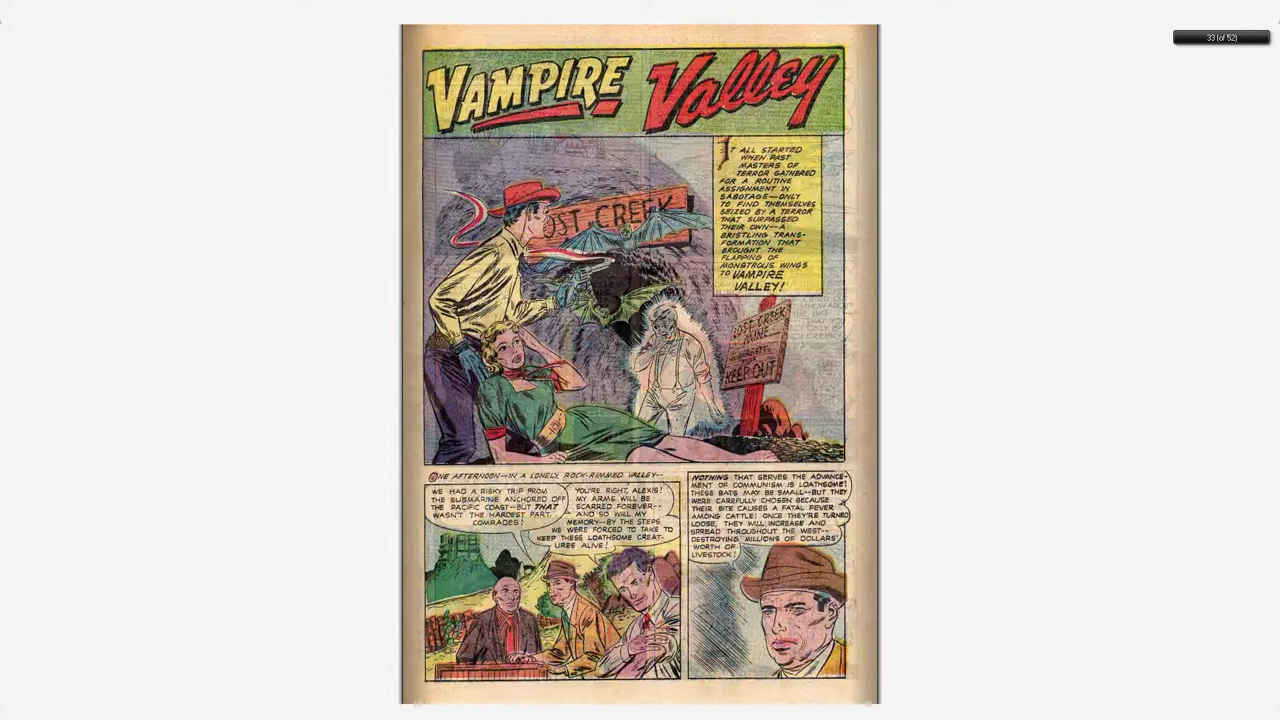 33 (of 52)
VAMPIRE Valley
IT ALL STARTED
WHEN PAST
MASTERS OF
TERROR GATHERED
FOR A ROUTINE
ASSIGNMENT IN
SABOTAGE--ONLY
TO FIND THEMSELVES
SEIZED BY A TERROR
THAT SURPASSED
THEIR OWN--A
BRISTLING TRANS-
FORMATION THAT
BROUGHT THE
FLAPPING OF
MONSTROUS WINGS
TO VAMPIRE
VALLEY!
OST CREEK
LOST CREEK
MINE
KEEP OUT
ONE AFTERNOON--IN A LONELY, ROCK-RIMMED VALLEY--
WE HAD A RISKY TRIP FROM
THE SUBMARINE ANCHORED OFF
THE PACIFIC COAST--BUT THAT
WASN'T THE HARDEST PART,
COMRADES!
YOU'RE RIGHT, ALEXIS!
MY ARMS WILL BE
SCARRED FOREVER--
AND SO WILL MY
MEMORY--BY THE STEPS
WE WERE FORCED TO TAKE TO
KEEP THESE LOATHSOME CREAT-
URES ALIVE!
NOTHING THAT SERVES THE ADVANCE-
MENT OF COMMUNISM IS LOATHSOME!
THESE BATS MAY BE SMALL--BUT THEY
WERE CAREFULLY CHOSEN BECAUSE
THEIR BITE CAUSES A FATAL FEVER
AMONG CATTLE! ONCE THEY'RE TURNED
LOOSE, THEY WILL INCREASE AND
SPREAD THROUGHOUT THE WEST--
DESTROYING MILLIONS OF DOLLARS'
WORTH OF
LIVESTOCK!